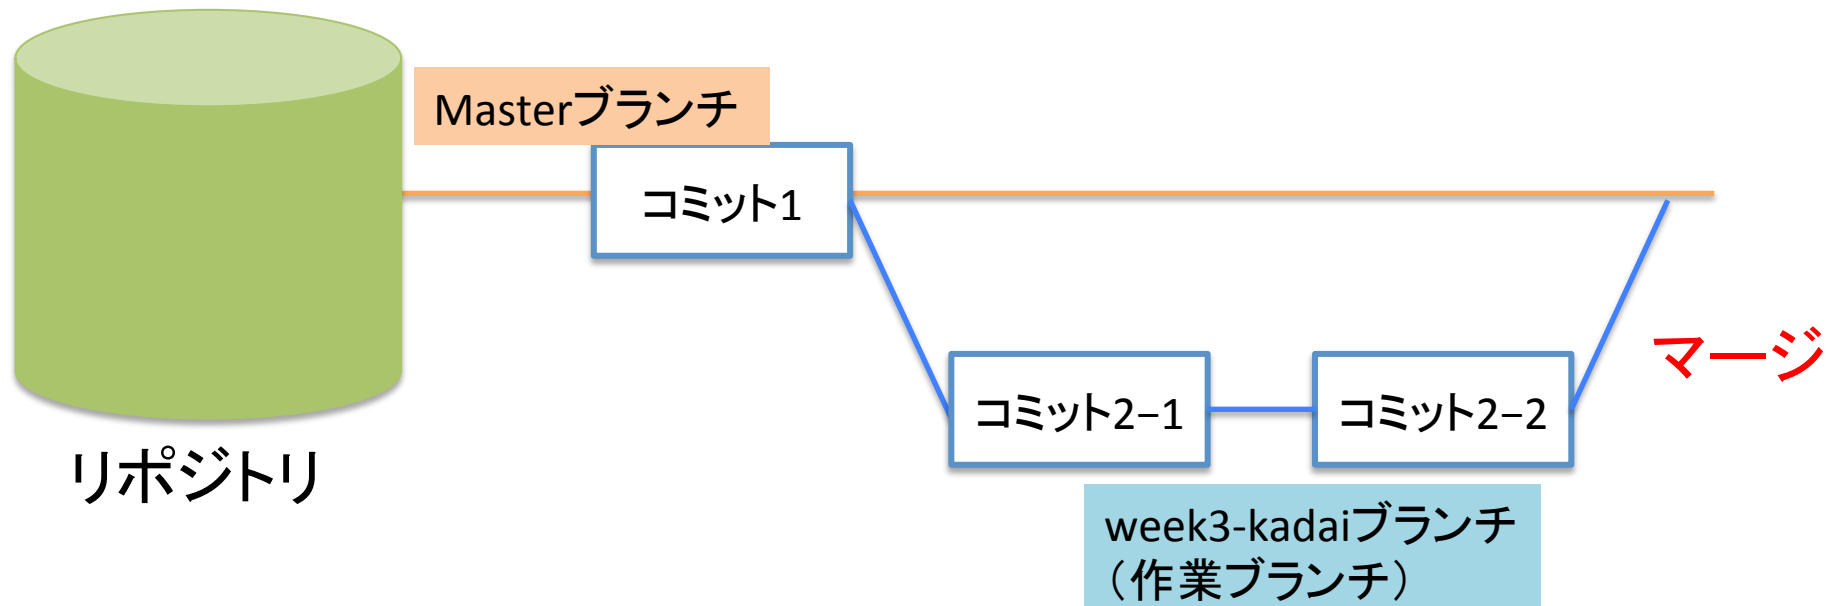 Masterブランチ
コミット1
マージ
コミット2−1
コミット2−2
リポジトリ
week3-kadaiブランチ
（作業ブランチ）